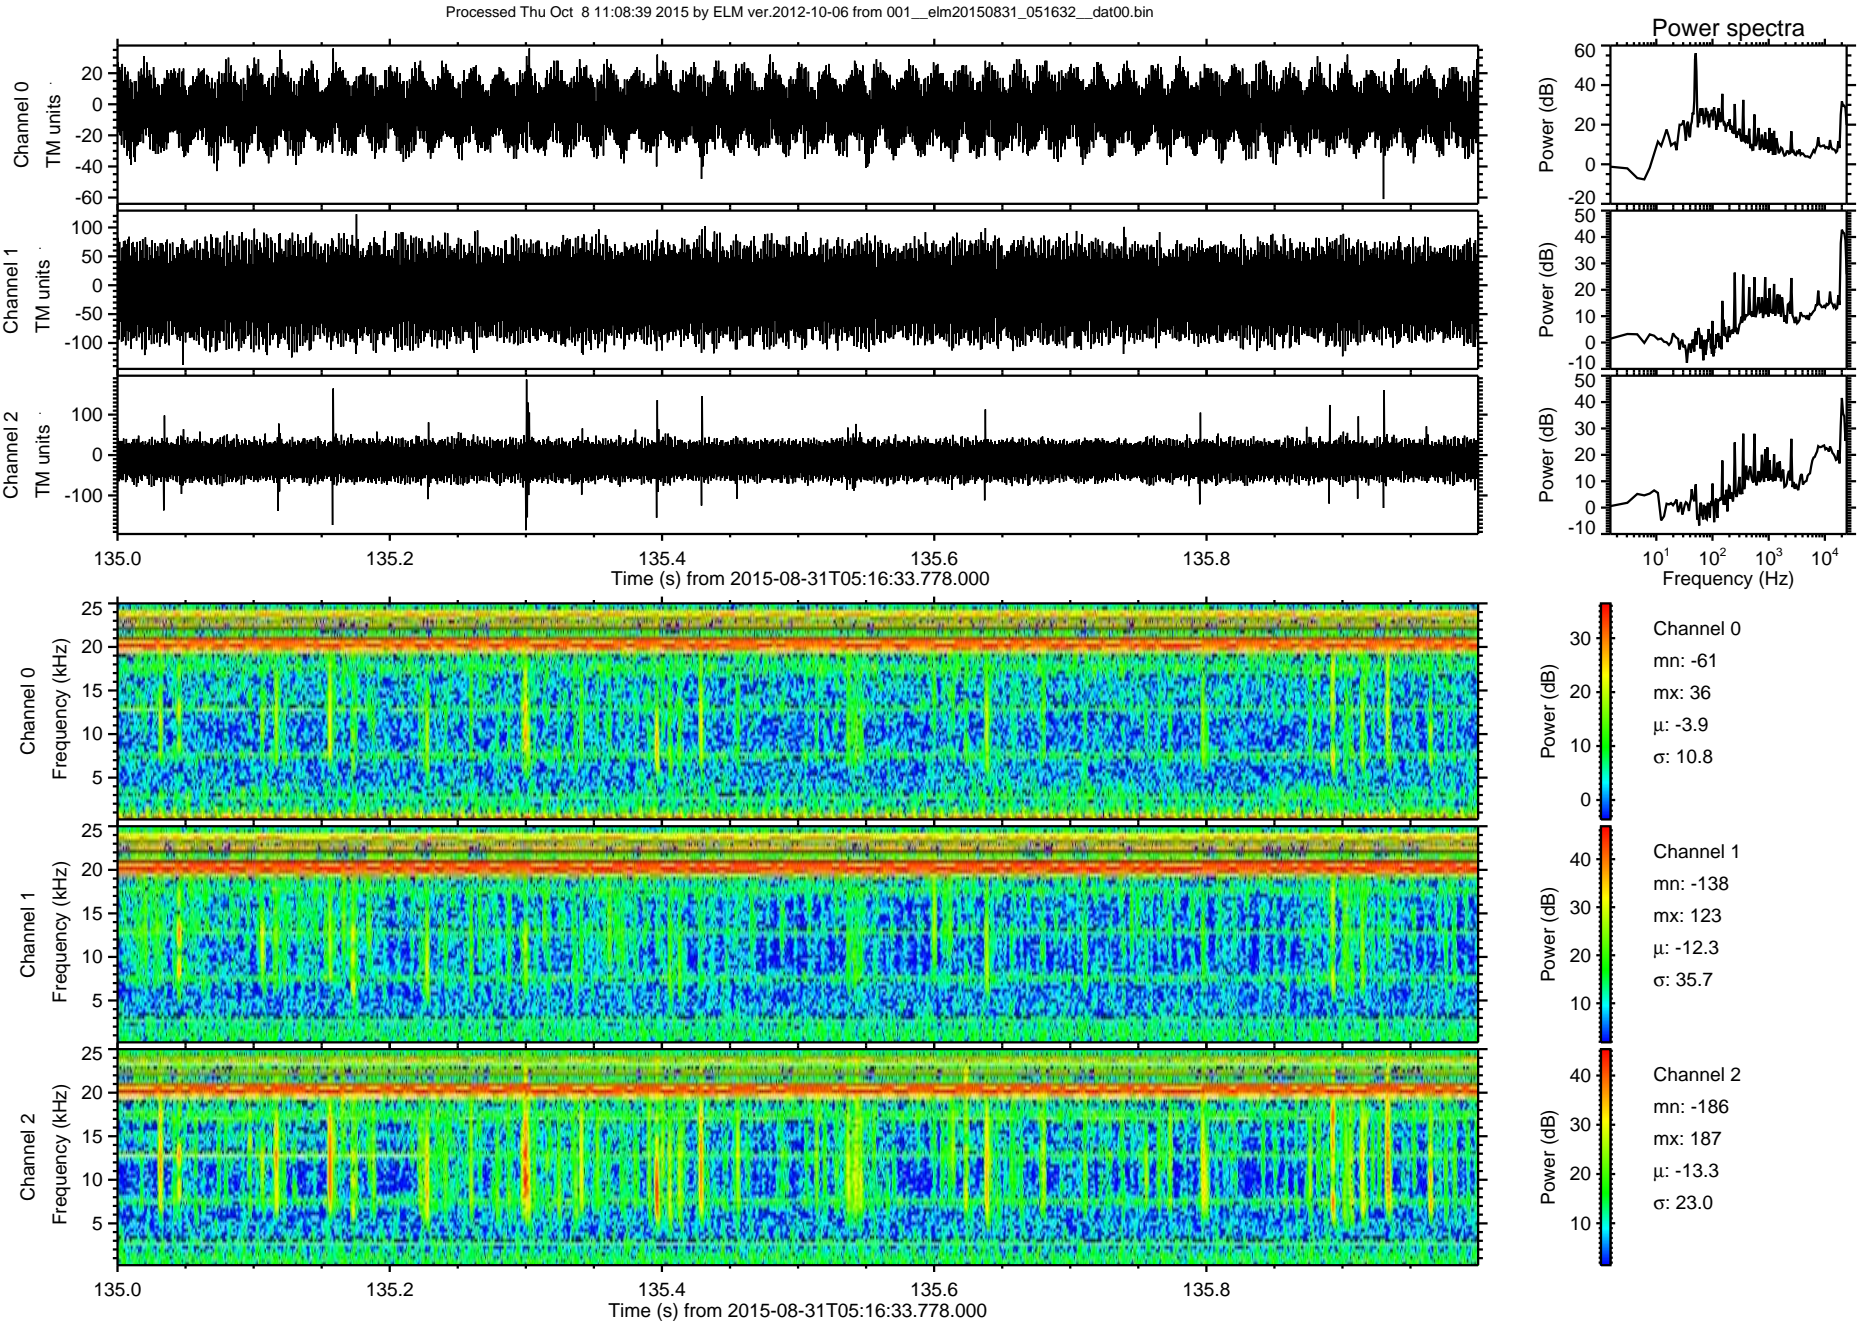 Processed Thu Oct  8 11:08:39 2015 by ELM ver.2012-10-06 from 001__elm20150831_051632__dat00.bin
Power spectra
Channel 0
TM units
20
0
-20
-40
-60
Power (dB)
60
40
20
0
-20
Channel 1
TM units
100
50
0
-50
-100
Power (dB)
50
40
30
20
10
0
-10
Channel 2
TM units
100
0
-100
Power (dB)
50
40
30
20
10
0
-10
135.0 135.2 135.4 135.6 135.8
Time (s) from 2015-08-31T05:16:33.778.000
10^1 10^2 10^3 10^4
Frequency (Hz)
Channel 0
Frequency (kHz)
25
20
15
10
5
Power (dB)
30
20
10
0
Channel 0
mn: -61
mx: 36
μ: -3.9
σ: 10.8
Channel 1
Frequency (kHz)
25
20
15
10
5
Power (dB)
40
30
20
10
Channel 1
mn: -138
mx: 123
μ: -12.3
σ: 35.7
Channel 2
Frequency (kHz)
25
20
15
10
5
Power (dB)
40
30
20
10
Channel 2
mn: -186
mx: 187
μ: -13.3
σ: 23.0
135.0 135.2 135.4 135.6 135.8
Time (s) from 2015-08-31T05:16:33.778.000